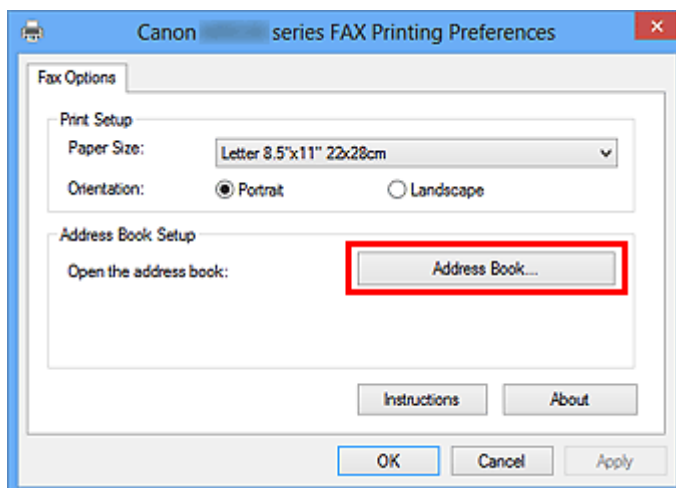 Canon series FAX Printing Preferences
Fax Options
Print Setup
Paper Size: Letter 8.5"x11" 22x28cm
Orientation: Portrait Landscape
Address Book Setup
Open the address book: Address Book...
Instructions About
OK Cancel Apply